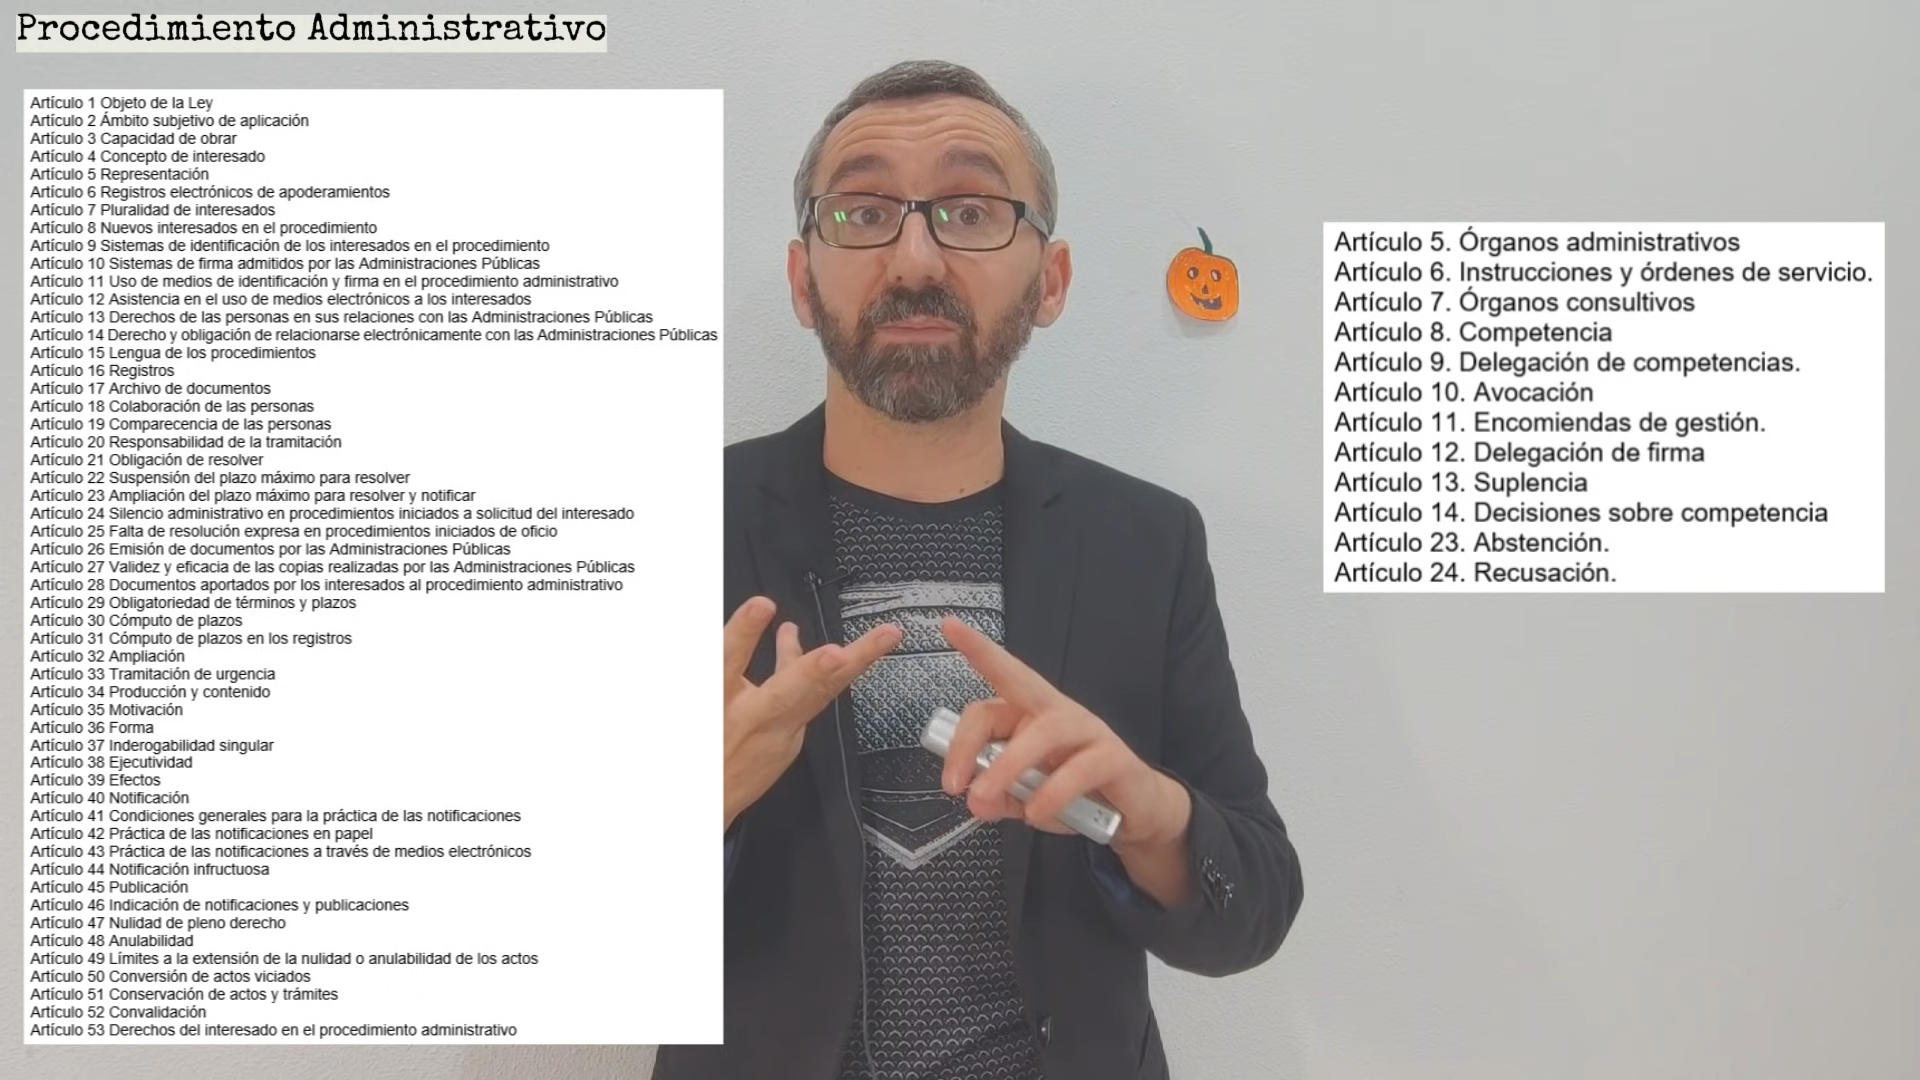 Procedimiento Administrativo
Artículo 1 Objeto de la Ley
Artículo 2 Ámbito subjetivo de aplicación
Artículo 3 Capacidad de obrar
Artículo 4 Concepto de interesado
Artículo 5 Representación
Artículo 6 Registros electrónicos de apoderamientos
Artículo 7 Pluralidad de interesados
Artículo 8 Nuevos interesados en el procedimiento
Artículo 9 Sistemas de identificación de los interesados en el procedimiento
Artículo 10 Sistemas de firma admitidos por las Administraciones Públicas
Artículo 11 Uso de medios de identificación y firma en el procedimiento administrativo
Artículo 12 Asistencia en el uso de medios electrónicos a los interesados
Artículo 13 Derechos de las personas en sus relaciones con las Administraciones Públicas
Artículo 14 Derecho y obligación de relacionarse electrónicamente con las Administraciones Públicas
Artículo 15 Lengua de los procedimientos
Artículo 16 Registros
Artículo 17 Archivo de documentos
Artículo 18 Colaboración de las personas
Artículo 19 Comparecencia de las personas
Artículo 20 Responsabilidad de la tramitación
Artículo 21 Obligación de resolver
Artículo 22 Suspensión del plazo máximo para resolver
Artículo 23 Ampliación del plazo máximo para resolver y notificar
Artículo 24 Silencio administrativo en procedimientos iniciados a solicitud del interesado
Artículo 25 Falta de resolución expresa en procedimientos iniciados de oficio
Artículo 26 Emisión de documentos por las Administraciones Públicas
Artículo 27 Validez y eficacia de las copias realizadas por las Administraciones Públicas
Artículo 28 Documentos aportados por los interesados al procedimiento administrativo
Artículo 29 Obligatoriedad de términos y plazos
Artículo 30 Cómputo de plazos
Artículo 31 Cómputo de plazos en los registros
Artículo 32 Ampliación
Artículo 33 Tramitación de urgencia
Artículo 34 Producción y contenido
Artículo 35 Motivación
Artículo 36 Forma
Artículo 37 Inderogabilidad singular
Artículo 38 Ejecutividad
Artículo 39 Efectos
Artículo 40 Notificación
Artículo 41 Condiciones generales para la práctica de las notificaciones
Artículo 42 Práctica de las notificaciones en papel
Artículo 43 Práctica de las notificaciones a través de medios electrónicos
Artículo 44 Notificación infructuosa
Artículo 45 Publicación
Artículo 46 Indicación de notificaciones y publicaciones
Artículo 47 Nulidad de pleno derecho
Artículo 48 Anulabilidad
Artículo 49 Límites a la extensión de la nulidad o anulabilidad de los actos
Artículo 50 Conversión de actos viciados
Artículo 51 Conservación de actos y trámites
Artículo 52 Convalidación
Artículo 53 Derechos del interesado en el procedimiento administrativo
Artículo 5. Órganos administrativos
Artículo 6. Instrucciones y órdenes de servicio.
Artículo 7. Órganos consultivos
Artículo 8. Competencia
Artículo 9. Delegación de competencias.
Artículo 10. Avocación
Artículo 11. Encomiendas de gestión.
Artículo 12. Delegación de firma
Artículo 13. Suplencia
Artículo 14. Decisiones sobre competencia
Artículo 23. Abstención.
Artículo 24. Recusación.